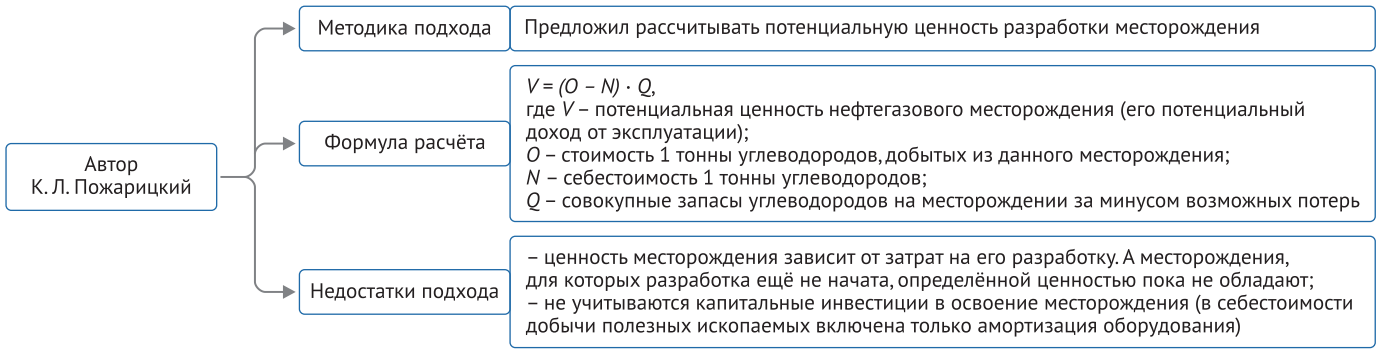 Автор
К. Л. Пожарицкий
Методика подхода
Предложил рассчитывать потенциальную ценность разработки месторождения
Формула расчёта
V = (O – N) · Q,
где V – потенциальная ценность нефтегазового месторождения (его потенциальный
доход от эксплуатации);
O – стоимость 1 тонны углеводородов, добытых из данного месторождения;
N – себестоимость 1 тонны углеводородов;
Q – совокупные запасы углеводородов на месторождении за минусом возможных потерь
Недостатки подхода
– ценность месторождения зависит от затрат на его разработку. А месторождения,
для которых разработка ещё не начата, определённой ценностью пока не обладают;
– не учитываются капитальные инвестиции в освоение месторождения (в себестоимости
добычи полезных ископаемых включена только амортизация оборудования)